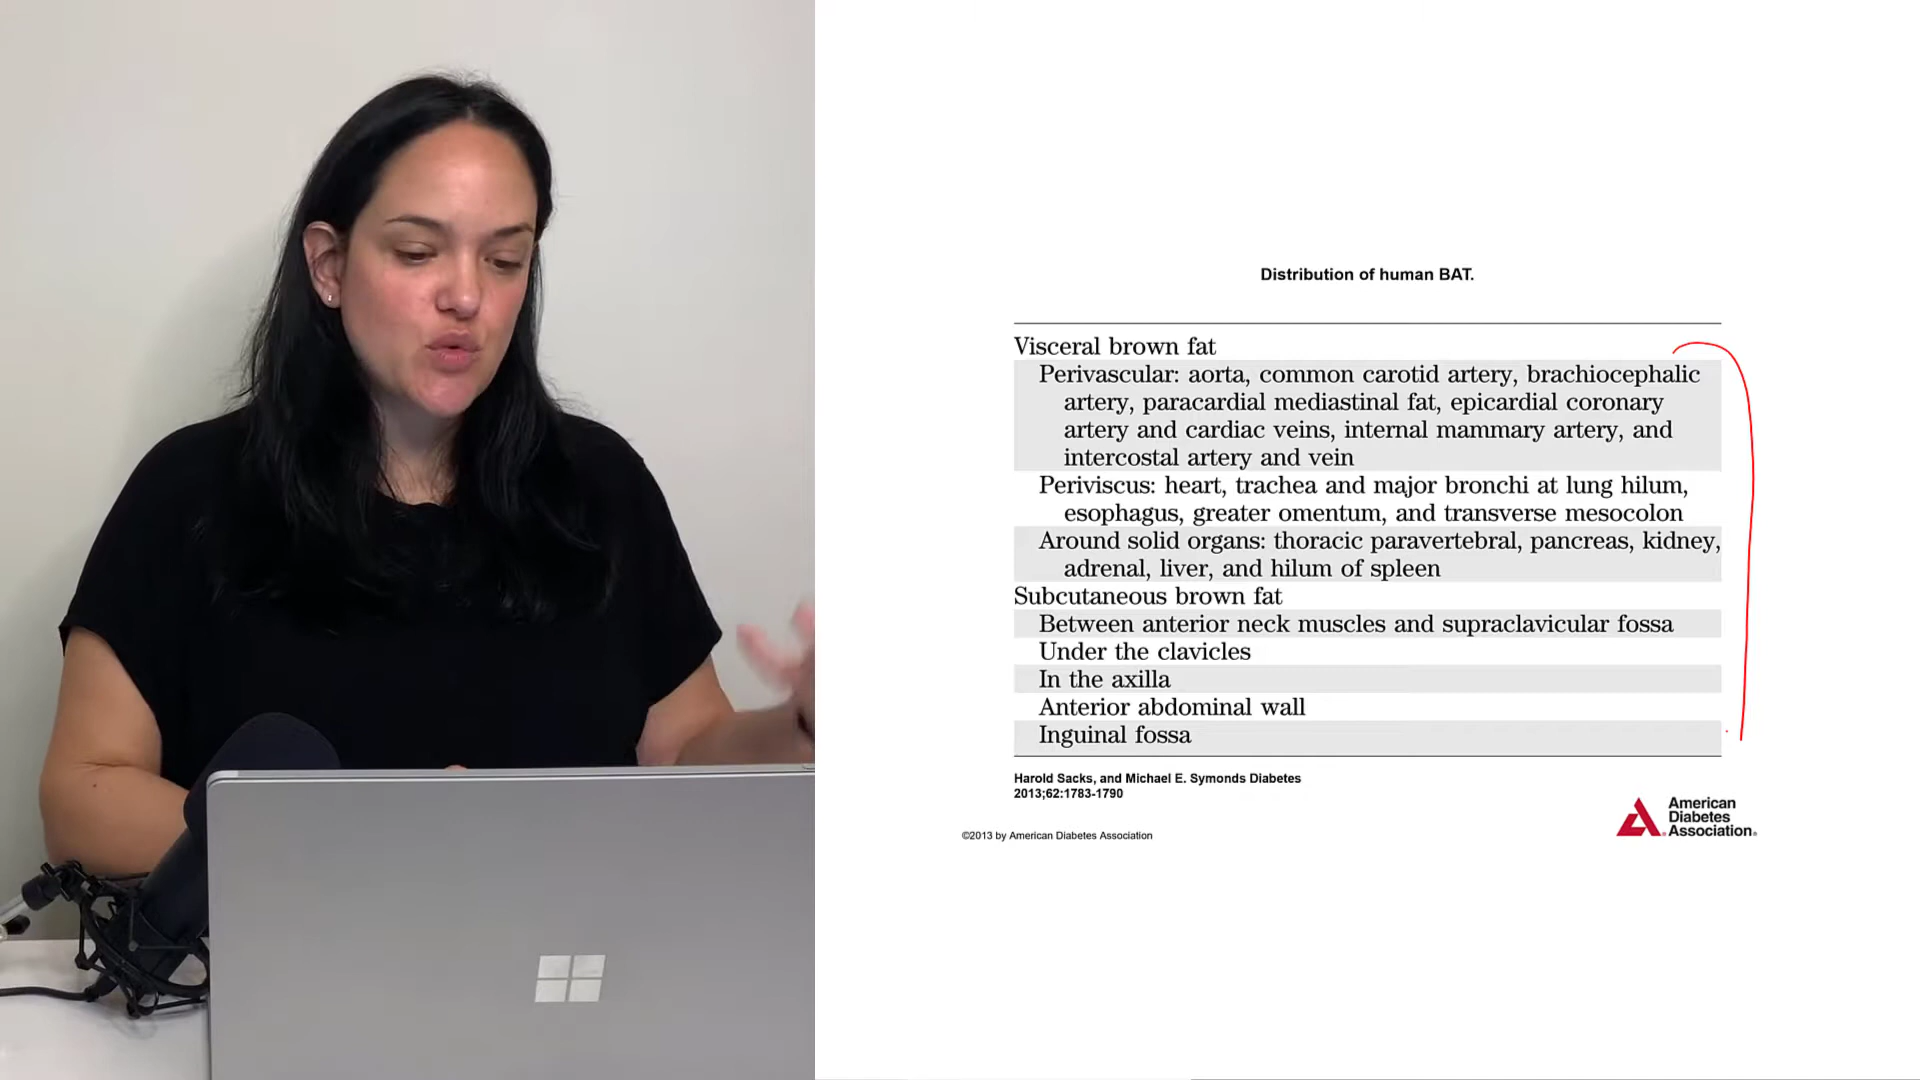 Distribution of human BAT.
Visceral brown fat
Perivascular: aorta, common carotid artery, brachiocephalic
artery, paracardial mediastinal fat, epicardial coronary
artery and cardiac veins, internal mammary artery, and
intercostal artery and vein
Periviscus: heart, trachea and major bronchi at lung hilum,
esophagus, greater omentum, and transverse mesocolon
Around solid organs: thoracic paravertebral, pancreas, kidney,
adrenal, liver, and hilum of spleen
Subcutaneous brown fat
Between anterior neck muscles and supraclavicular fossa
Under the clavicles
In the axilla
Anterior abdominal wall
Inguinal fossa
Harold Sacks, and Michael E. Symonds Diabetes
2013;62:1783-1790
©2013 by American Diabetes Association
American
Diabetes
Association®